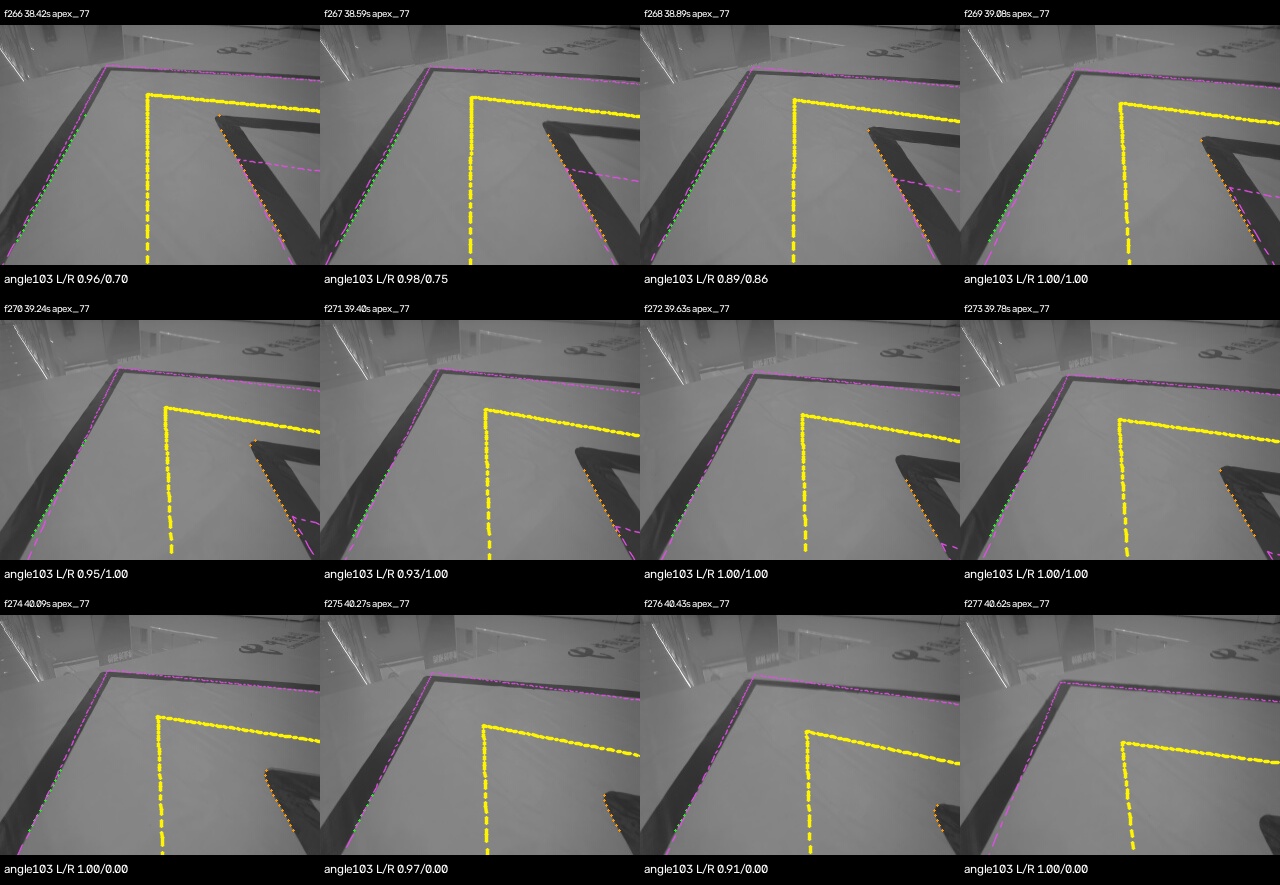 f266 38.42s apex_77
f267 38.59s apex_77
f268 38.89s apex_77
f269 39.08s apex_77
angle103 L/R 0.96/0.70
angle103 L/R 0.98/0.75
angle103 L/R 0.89/0.86
angle103 L/R 1.00/1.00
f270 39.24s apex_77
f271 39.40s apex_77
f272 39.63s apex_77
f273 39.78s apex_77
angle103 L/R 0.95/1.00
angle103 L/R 0.93/1.00
angle103 L/R 1.00/1.00
angle103 L/R 1.00/1.00
f274 40.09s apex_77
f275 40.27s apex_77
f276 40.43s apex_77
f277 40.62s apex_77
angle103 L/R 1.00/0.00
angle103 L/R 0.97/0.00
angle103 L/R 0.91/0.00
angle103 L/R 1.00/0.00